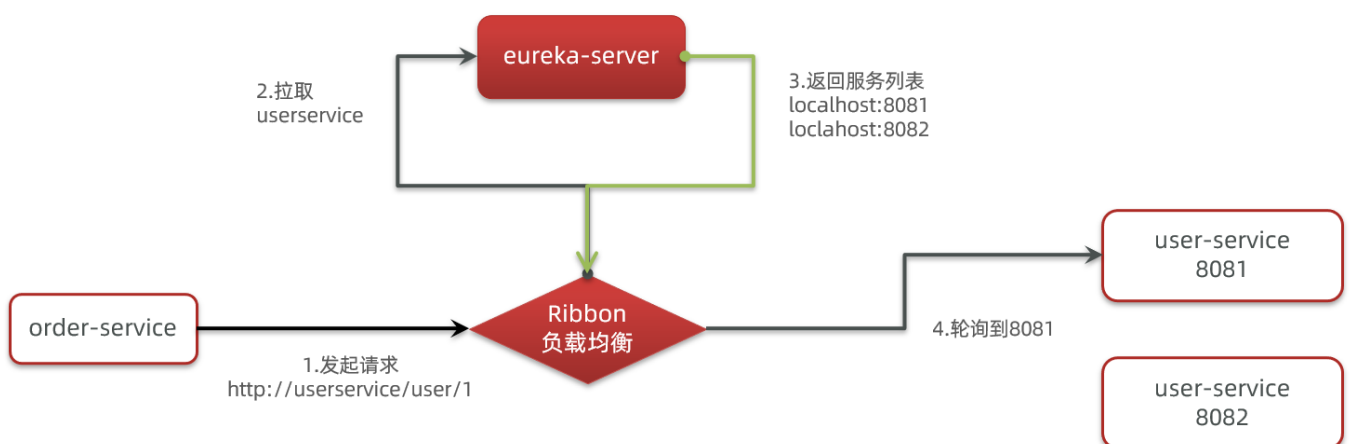 eureka-server
2.拉取
userservice
3.返回服务列表
localhost:8081
loclahost:8082
order-service
1.发起请求
http://userservice/user/1
Ribbon
负载均衡
4.轮询到8081
user-service
8081
user-service
8082